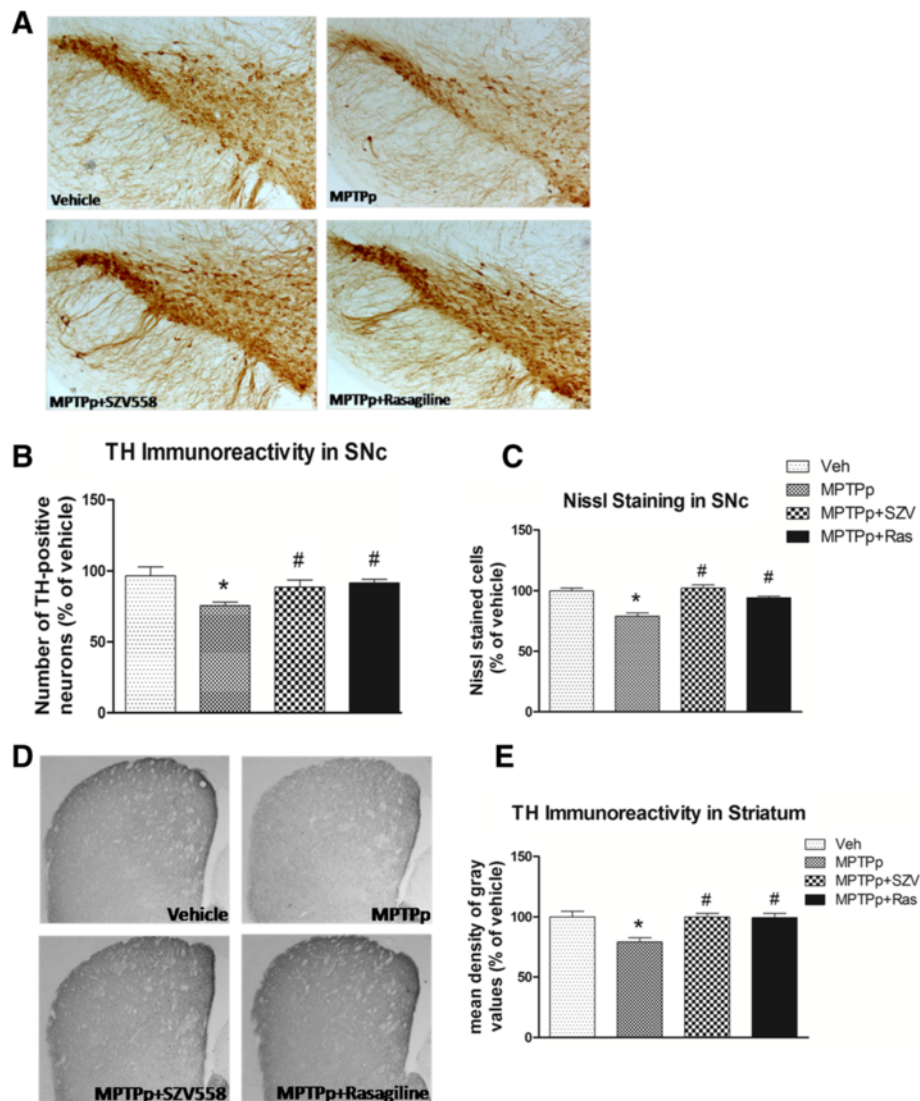 A
Vehicle
MPTPp
MPTPp+SZV558
MPTPp+Rasagiline
B
TH Immunoreactivity in SNc
Number of TH-positive
neurons (% of vehicle)
150
100
50
0
*
#
#
C
Nissl Staining in SNc
Nissl stained cells
(% of vehicle)
150
100
50
0
*
#
#
Veh
MPTPp
MPTPp+SZV
MPTPp+Ras
D
Vehicle
MPTPp
MPTPp+SZV558
MPTPp+Rasagiline
E
TH Immunoreactivity in Striatum
mean density of gray
values (% of vehicle)
150
100
50
0
*
#
#
Veh
MPTPp
MPTPp+SZV
MPTPp+Ras